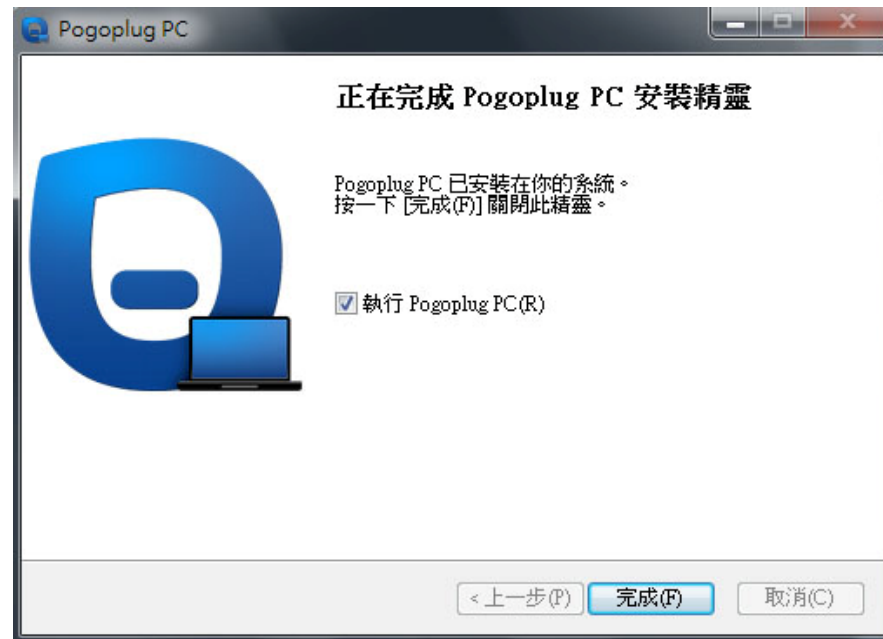 Pogoplug PC
正在完成 Pogoplug PC 安裝精靈
Pogoplug PC 已安裝在你的系統。
按一下 [完成(F)] 關閉此精靈。
執行 Pogoplug PC(R)
< 上一步(P) 完成(F) 取消(C)